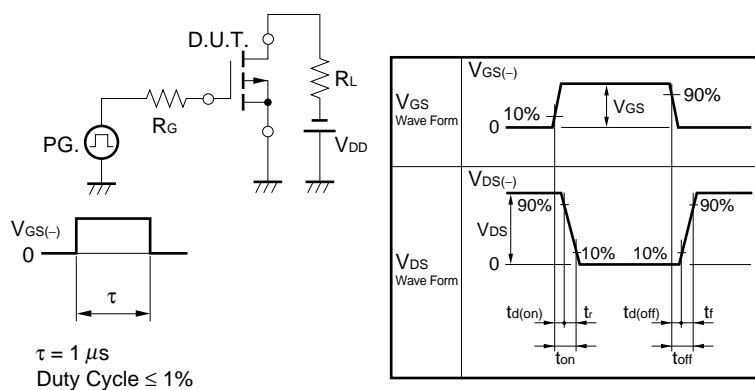 D.U.T.
RL
RG
PG.
VDD
VGS(−)
0
τ
τ = 1 μs
Duty Cycle ≤ 1%
VGS
Wave Form
VGS(−)
10%
VGS
90%
0
VDS
Wave Form
VDS(−)
90%
90%
VDS
10%
10%
0
td(on)
tr
td(off)
tf
ton
toff